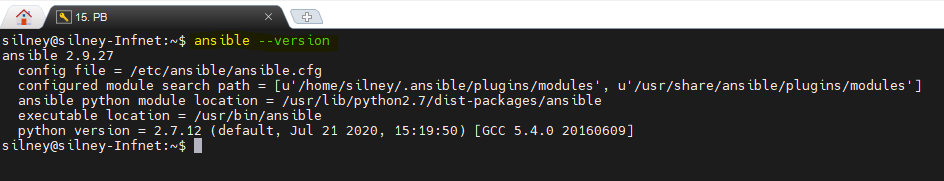 15. PB
silney@silney-Infnet:~$ ansible --version
ansible 2.9.27
  config file = /etc/ansible/ansible.cfg
  configured module search path = [u'/home/silney/.ansible/plugins/modules', u'/usr/share/ansible/plugins/modules']
  ansible python module location = /usr/lib/python2.7/dist-packages/ansible
  executable location = /usr/bin/ansible
  python version = 2.7.12 (default, Jul 21 2020, 15:19:50) [GCC 5.4.0 20160609]
silney@silney-Infnet:~$